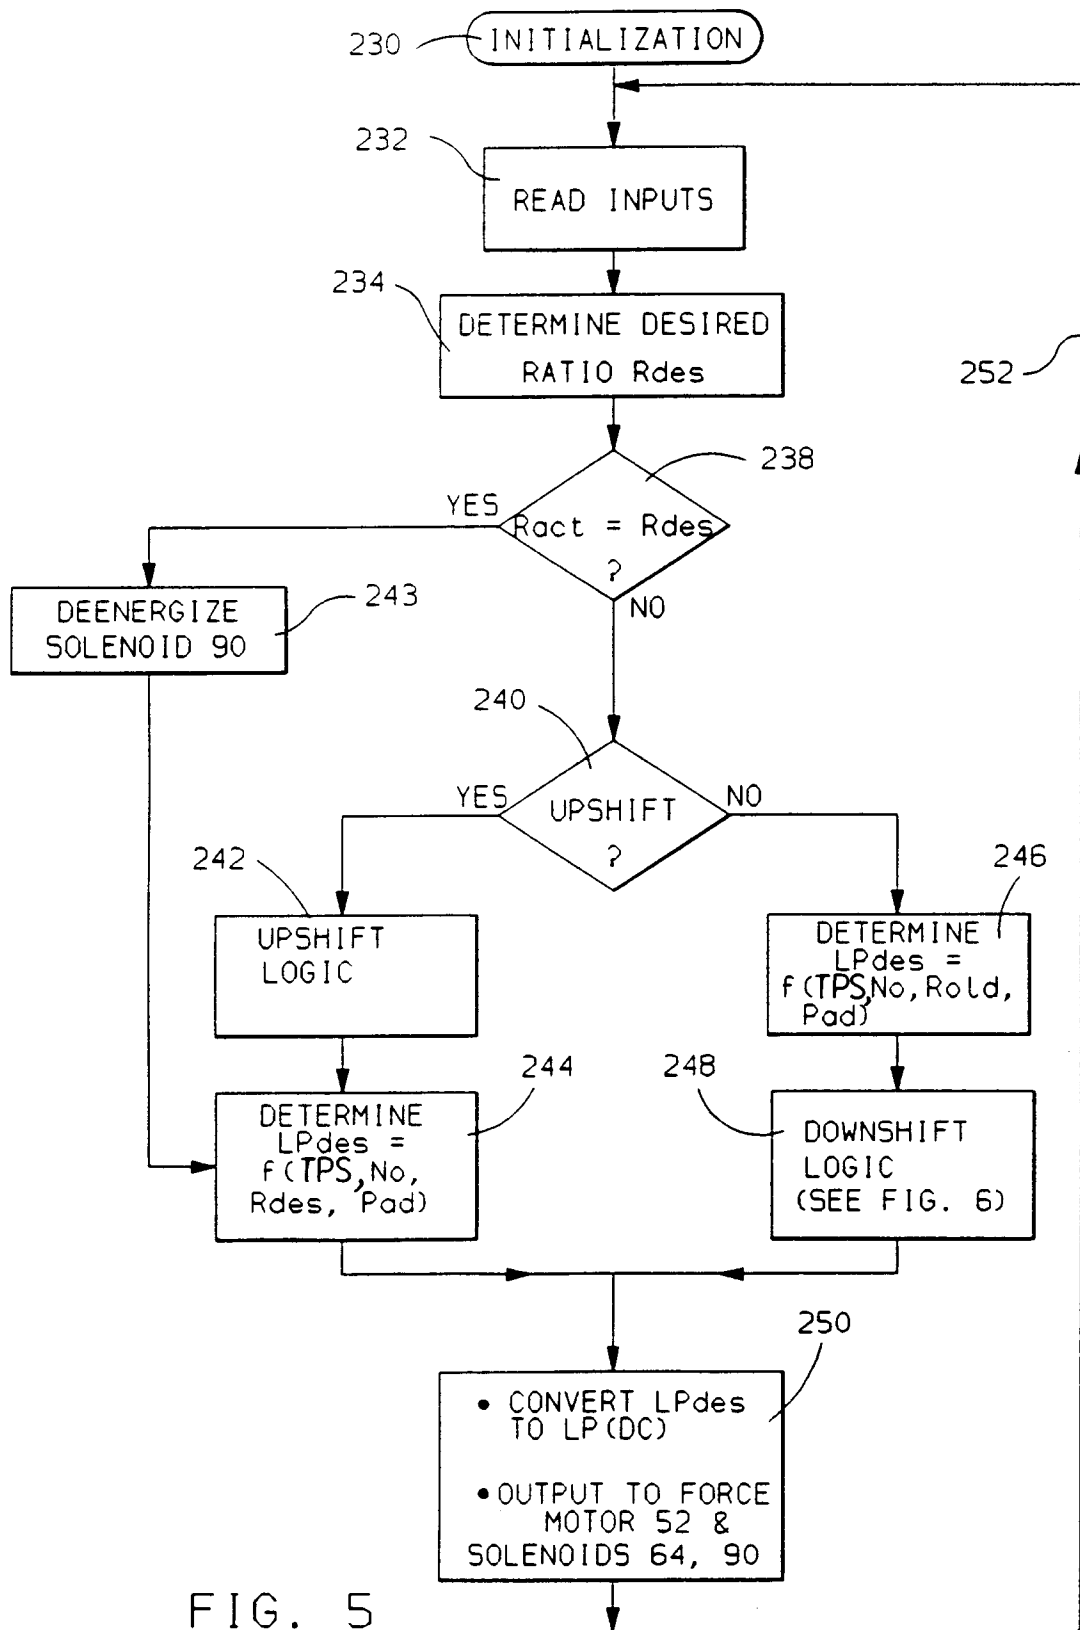 230
INITIALIZATION
232
READ INPUTS
234
DETERMINE DESIRED
RATIO Rdes
252
238
YES
Ract = Rdes
?
NO
243
DEENERGIZE
SOLENOID 90
240
YES
UPSHIFT
?
NO
242
UPSHIFT
LOGIC
246
DETERMINE
LPdes =
f(TPS,No,Rold,
Pad)
244
DETERMINE
LPdes =
f(TPS,No,
Rdes, Pad)
248
DOWNSHIFT
LOGIC
(SEE FIG. 6)
250
• CONVERT LPdes
TO LP(DC)
• OUTPUT TO FORCE
MOTOR 52 &
SOLENOIDS 64, 90
FIG. 5